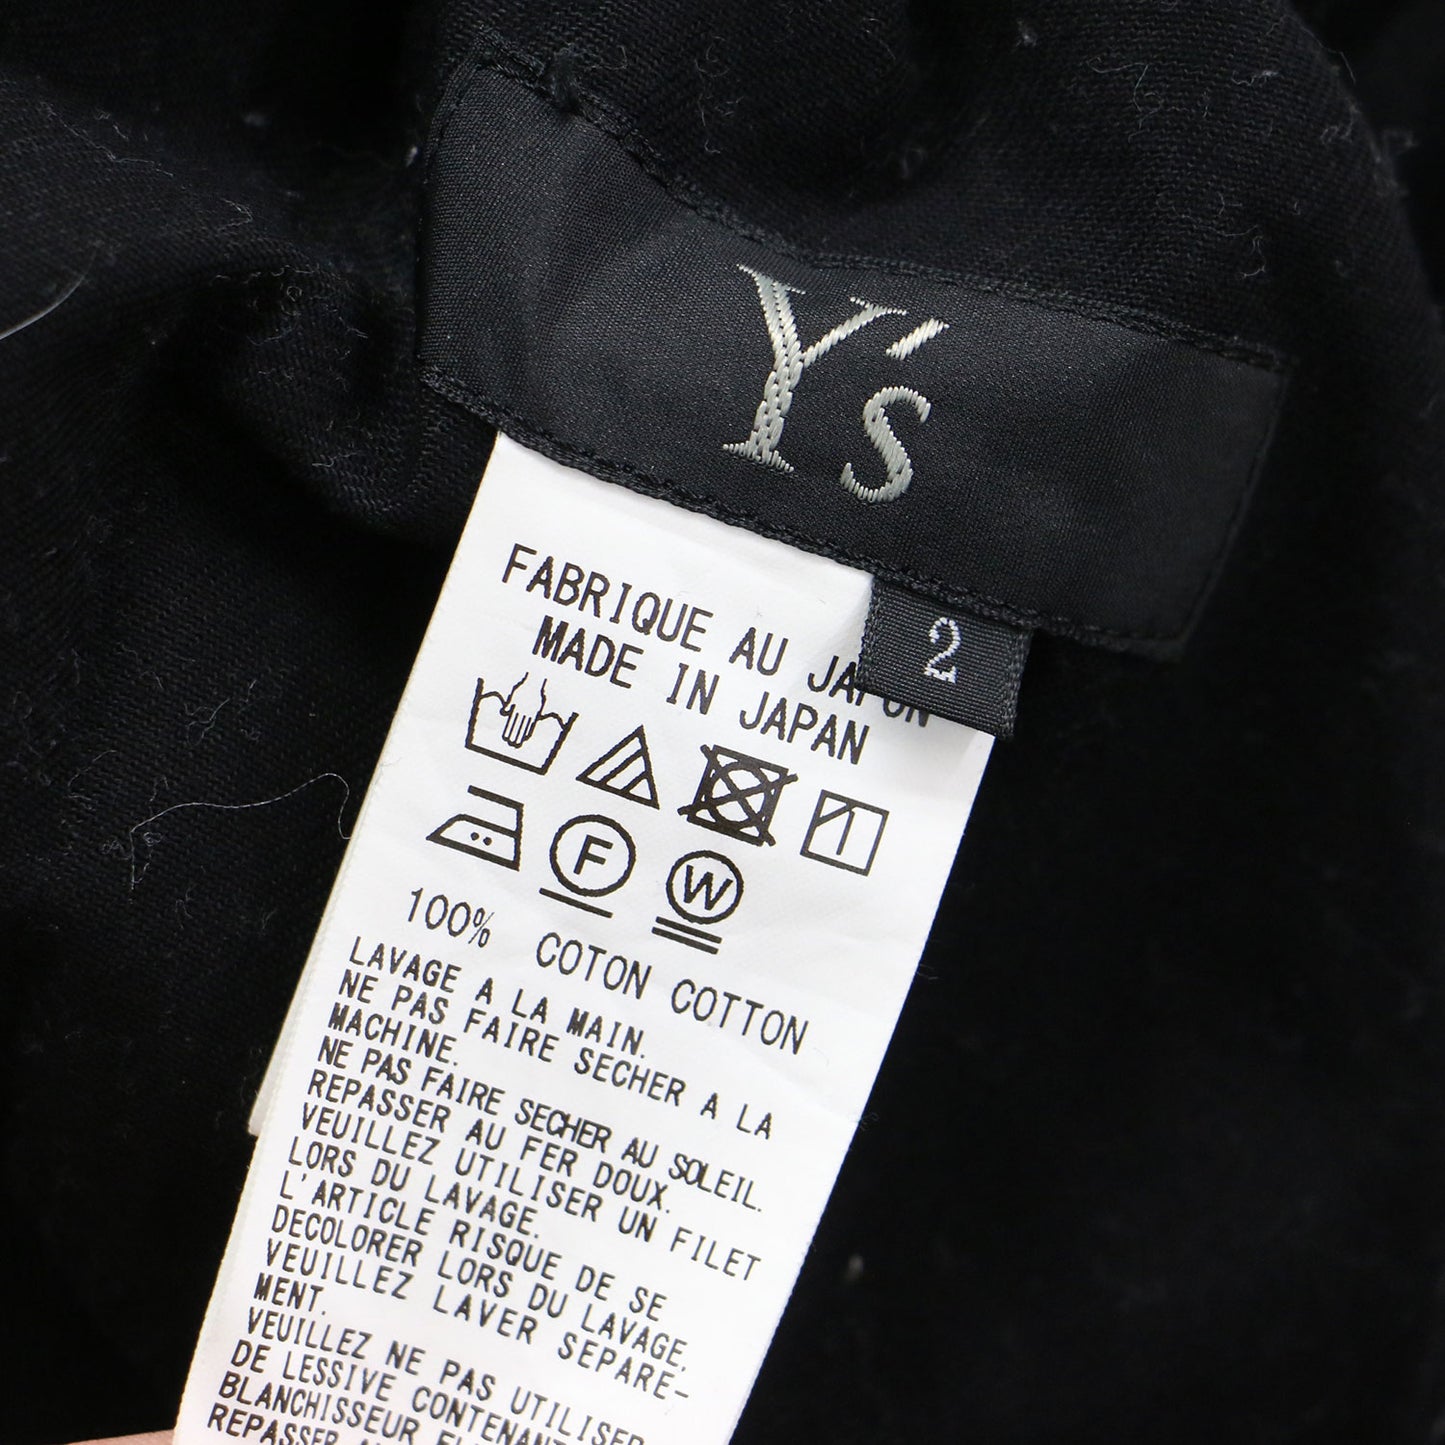 Y's
2
FABRIQUE AU JAPON
MADE IN JAPAN
F
W
100% COTON COTTON
LAVAGE A LA MAIN.
NE PAS FAIRE SECHER A LA
MACHINE.
NE PAS FAIRE SECHER AU SOLEIL.
REPASSER AU FER DOUX.
VEUILLEZ UTILISER UN FILET
LORS DU LAVAGE.
L'ARTICLE RISQUE DE SE
DECOLORER LORS DU LAVAGE.
VEUILLEZ LAVER SEPARE-
MENT.
VEUILLEZ NE PAS UTILISER
DE LESSIVE CONTENANT
BLANCHISSEUR
REPASSER